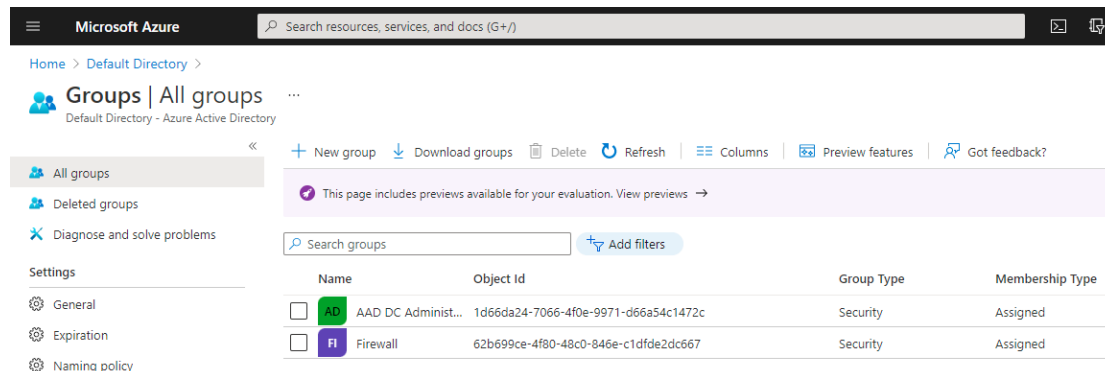 Microsoft Azure
Search resources, services, and docs (G+/)
Home > Default Directory >
Groups | All groups ...
Default Directory - Azure Active Directory
«
All groups
Deleted groups
Diagnose and solve problems
Settings
General
Expiration
Naming policy
New group Download groups Delete Refresh Columns Preview features Got feedback?
This page includes previews available for your evaluation. View previews →
Search groups Add filters
Name Object Id Group Type Membership Type
AD AAD DC Administ... 1d66da24-7066-4f0e-9971-d66a54c1472c Security Assigned
FI Firewall 62b699ce-4f80-48c0-846e-c1dfde2dc667 Security Assigned